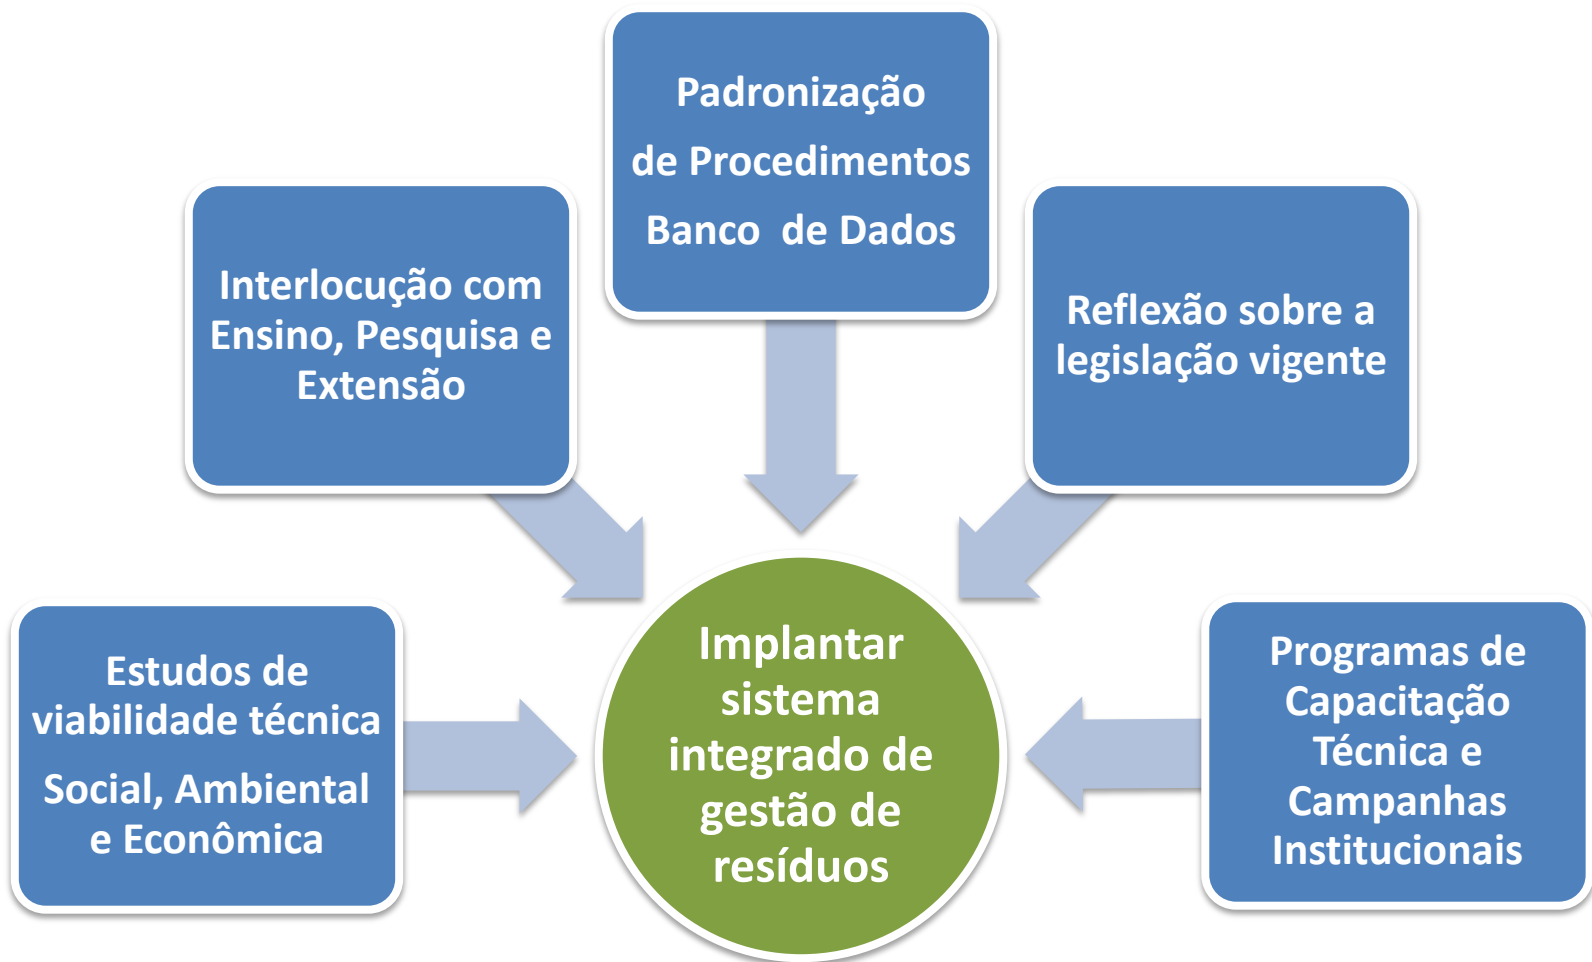 Padronização
de Procedimentos
Banco de Dados
Interlocução com
Ensino, Pesquisa e
Extensão
Reflexão sobre a
legislação vigente
Estudos de
viabilidade técnica
Social, Ambiental
e Econômica
Implantar
sistema
integrado de
gestão de
resíduos
Programas de
Capacitação
Técnica e
Campanhas
Institucionais